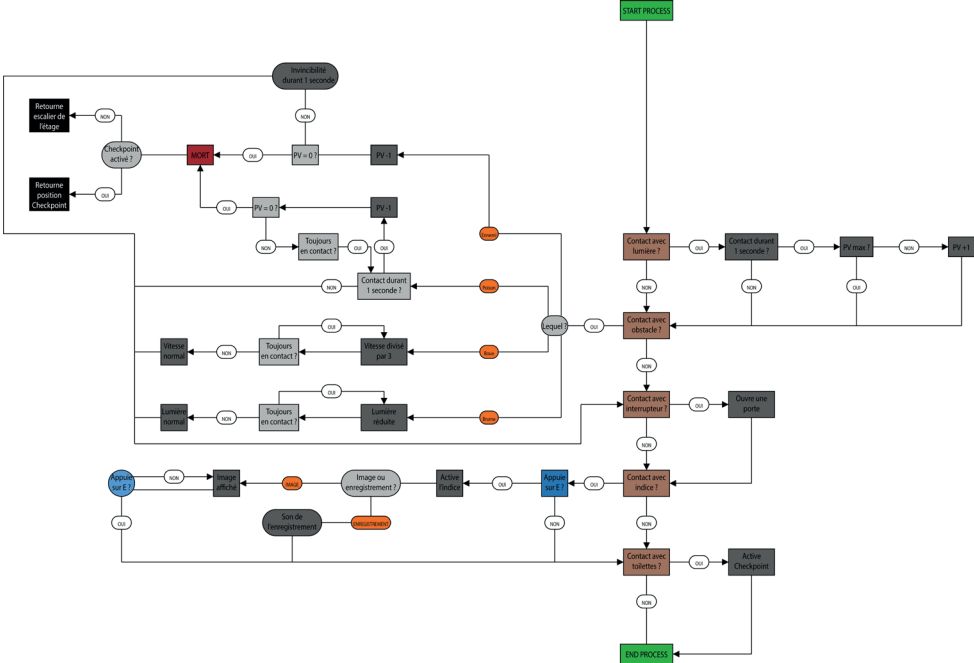 START PROCESS
Invincibilité
durant 1 seconde
NON
Retourne
escalier de
l'étage
NON
Checkpoint
activé ?
MORT
OUI
PV = 0 ?
PV -1
Retourne
position
Checkpoint
OUI
OUI
PV = 0 ?
PV -1
Ennemi
NON
Toujours
en contact ?
OUI
OUI
Contact avec
lumière ?
OUI
Contact durant
1 seconde ?
OUI
PV max ?
NON
PV +1
NON
Contact durant
1 seconde ?
Poison
NON
NON
OUI
Lequel ?
OUI
Contact avec
obstacle ?
OUI
Vitesse
normal
NON
Toujours
en contact ?
Vitesse divisé
par 3
Boue
NON
OUI
Lumière
normal
NON
Toujours
en contact ?
Lumière
réduite
Brume
Contact avec
interrupteur ?
OUI
Ouvre une
porte
NON
Appuie
sur E ?
NON
Image
affiché
IMAGE
Image ou
enregistrement ?
Active
l'indice
OUI
Appuie
sur E ?
OUI
Contact avec
indice ?
OUI
Son de
l'enregistrement
ENREGISTREMENT
NON
NON
Contact avec
toilettes ?
OUI
Active
Checkpoint
NON
END PROCESS